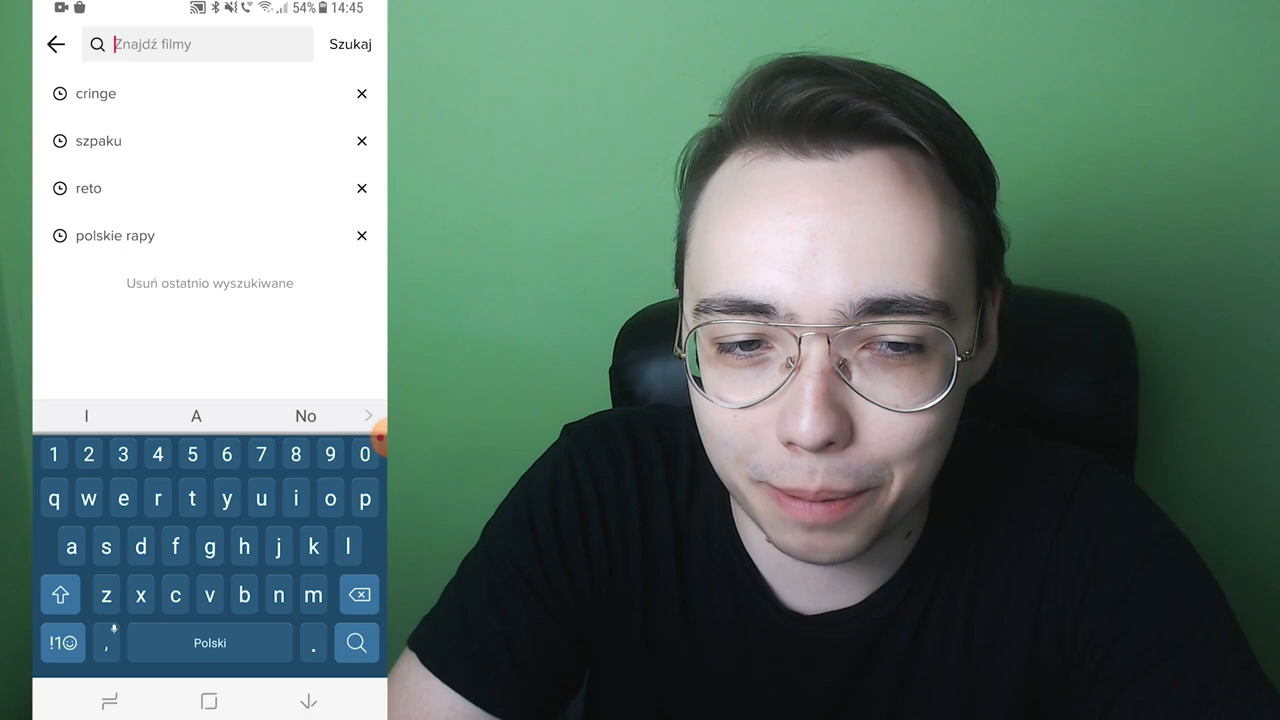 54% 14:45
Znajdź filmy Szukaj
cringe
szpaku
reto
polskie rapy
Usuń ostatnio wyszukiwane
I A No
1 2 3 4 5 6 7 8 9 0
q w e r t y u i o p
a s d f g h j k l
z x c v b n m
!1☺ , Polski .